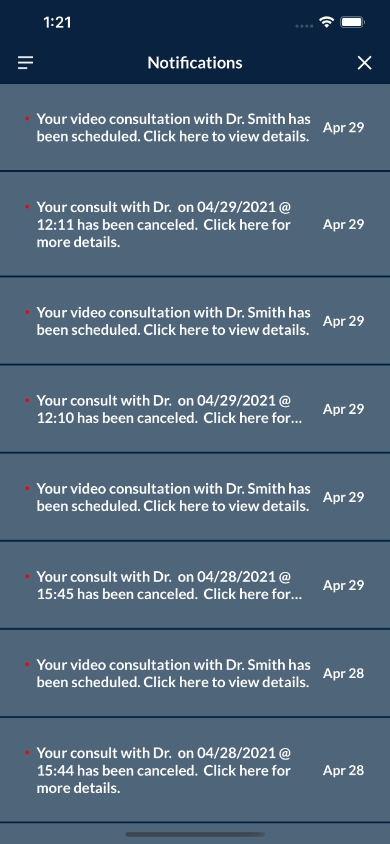 1:21
Notifications
Your video consultation with Dr. Smith has
been scheduled. Click here to view details.
Apr 29
Your consult with Dr.  on 04/29/2021 @
12:11 has been canceled.  Click here for
more details.
Apr 29
Your video consultation with Dr. Smith has
been scheduled. Click here to view details.
Apr 29
Your consult with Dr.  on 04/29/2021 @
12:10 has been canceled.  Click here for...
Apr 29
Your video consultation with Dr. Smith has
been scheduled. Click here to view details.
Apr 29
Your consult with Dr.  on 04/28/2021 @
15:45 has been canceled.  Click here for...
Apr 29
Your video consultation with Dr. Smith has
been scheduled. Click here to view details.
Apr 28
Your consult with Dr.  on 04/28/2021 @
15:44 has been canceled.  Click here for
more details.
Apr 28